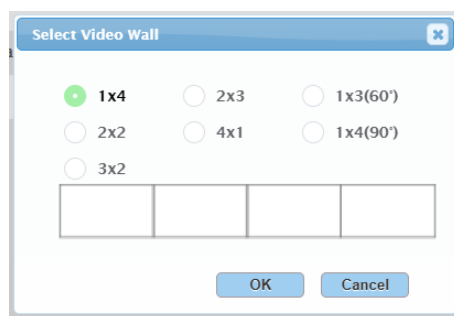 Select Video Wall
1x4 2x3 1x3(60°)
2x2 4x1 1x4(90°)
3x2
OK Cancel